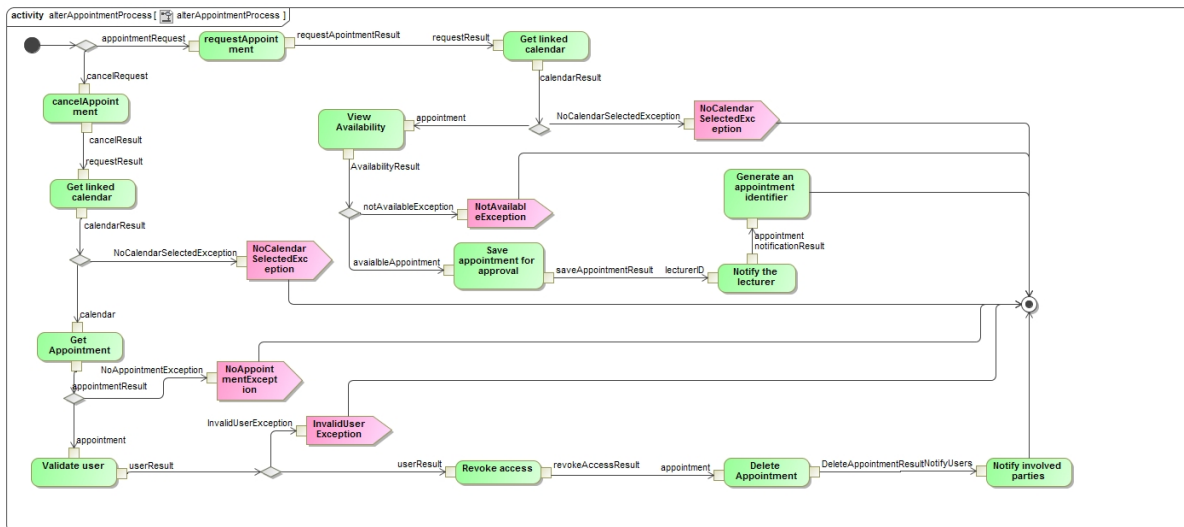 activity alterAppointmentProcess [ alterAppointmentProcess ]
appointmentRequest
requestAppoint
ment
requestApointmentResult
requestResult
Get linked
calendar
cancelRequest
calendarResult
cancelAppoint
ment
View
Availability
appointment
NoCalendarSelectedException
NoCalendar
SelectedExc
eption
cancelResult
requestResult
AvailabilityResult
Get linked
calendar
Generate an
appointment
identifier
calendarResult
notAvailableException
NotAvailabl
eException
appointment
notificationResult
NoCalendarSelectedException
NoCalendar
SelectedExc
eption
avaialbleAppointment
Save
appointment for
approval
saveAppointmentResult
lecturerID
Notify the
lecturer
calendar
Get
Appointment
NoAppointmentException
NoAppoint
mentExcept
ion
appointmentResult
InvalidUserException
InvalidUser
Exception
appointment
Validate user
userResult
userResult
Revoke access
revokeAccessResult
appointment
Delete
Appointment
DeleteAppointmentResult
NotifyUsers
Notify involved
parties